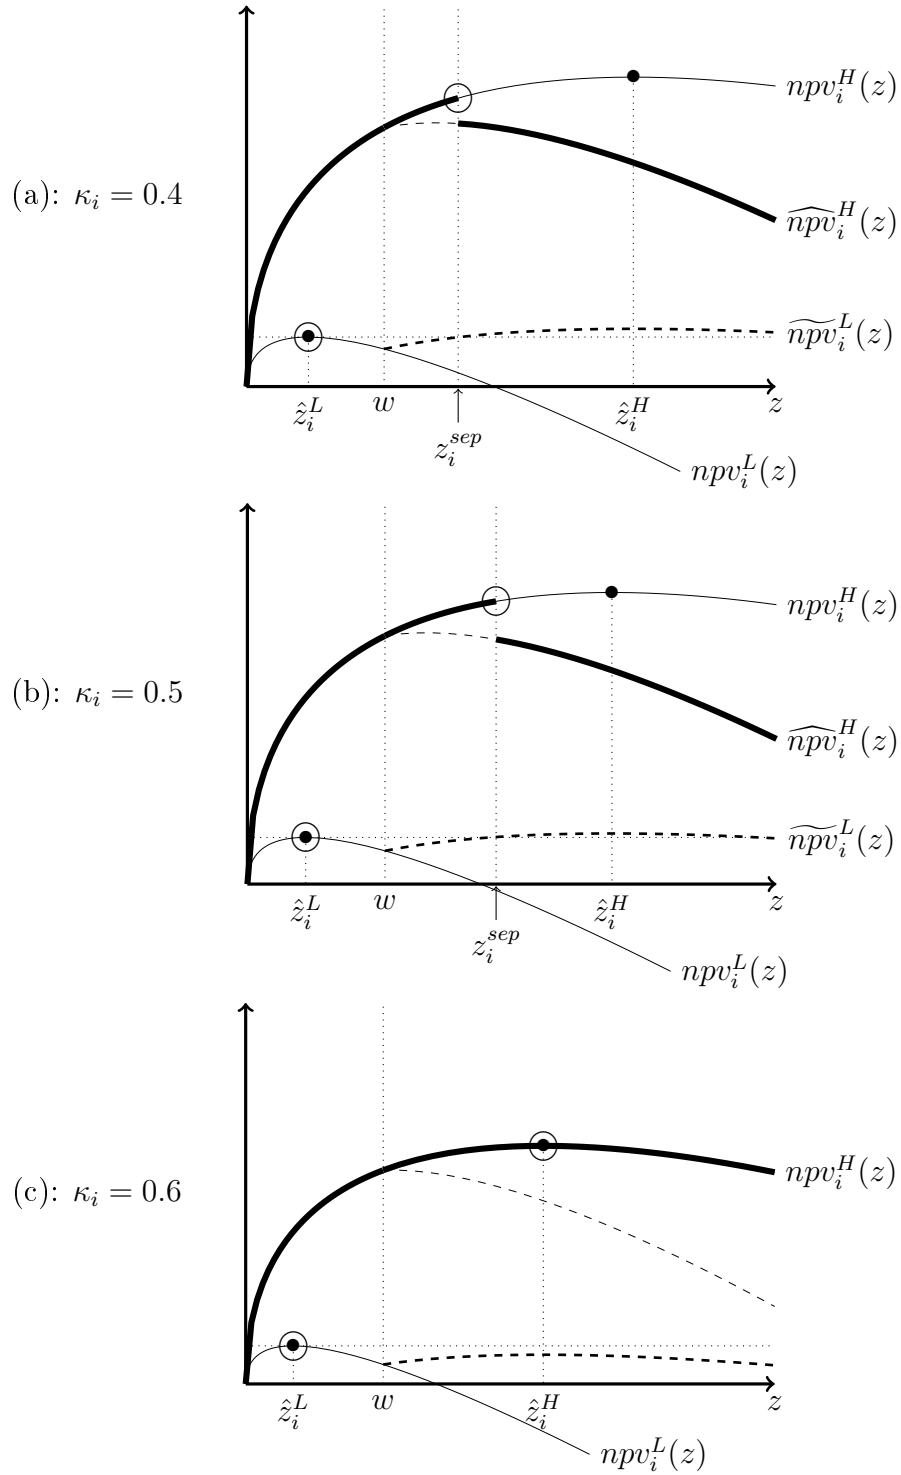 npv_i^H(z)
(a): κ_i = 0.4
\widehat{npv}_i^H(z)
\widetilde{npv}_i^L(z)
ẑ_i^L w ẑ_i^H z
z_i^{sep}
npv_i^L(z)
npv_i^H(z)
(b): κ_i = 0.5
\widehat{npv}_i^H(z)
\widetilde{npv}_i^L(z)
ẑ_i^L w ẑ_i^H z
z_i^{sep}
npv_i^L(z)
npv_i^H(z)
(c): κ_i = 0.6
ẑ_i^L w ẑ_i^H z
npv_i^L(z)